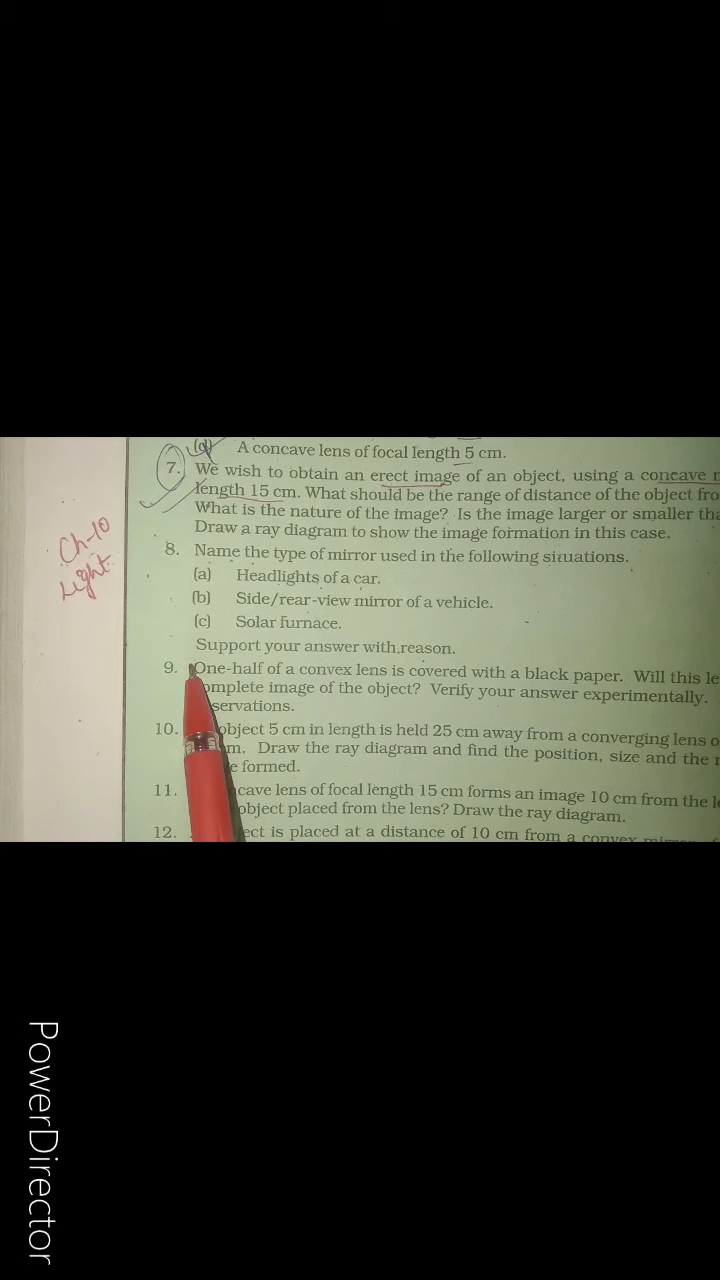 (d) A concave lens of focal length 5 cm.
7. We wish to obtain an erect image of an object, using a concave
length 15 cm. What should be the range of distance of the object
What is the nature of the image? Is the image larger or smaller
Draw a ray diagram to show the image formation in this case.
8. Name the type of mirror used in the following situations.
(a) Headlights of a car.
(b) Side/rear-view mirror of a vehicle.
(c) Solar furnace.
Support your answer with reason.
9. One-half of a convex lens is covered with a black paper. Will this
omplete image of the object? Verify your answer experimentally.
servations.
10. object 5 cm in length is held 25 cm away from a converging lens
m. Draw the ray diagram and find the position, size and the
e formed.
11. cave lens of focal length 15 cm forms an image 10 cm from the
object placed from the lens? Draw the ray diagram.
12. ect is placed at a distance of 10 cm from a convex
Ch-10
Light
PowerDirector